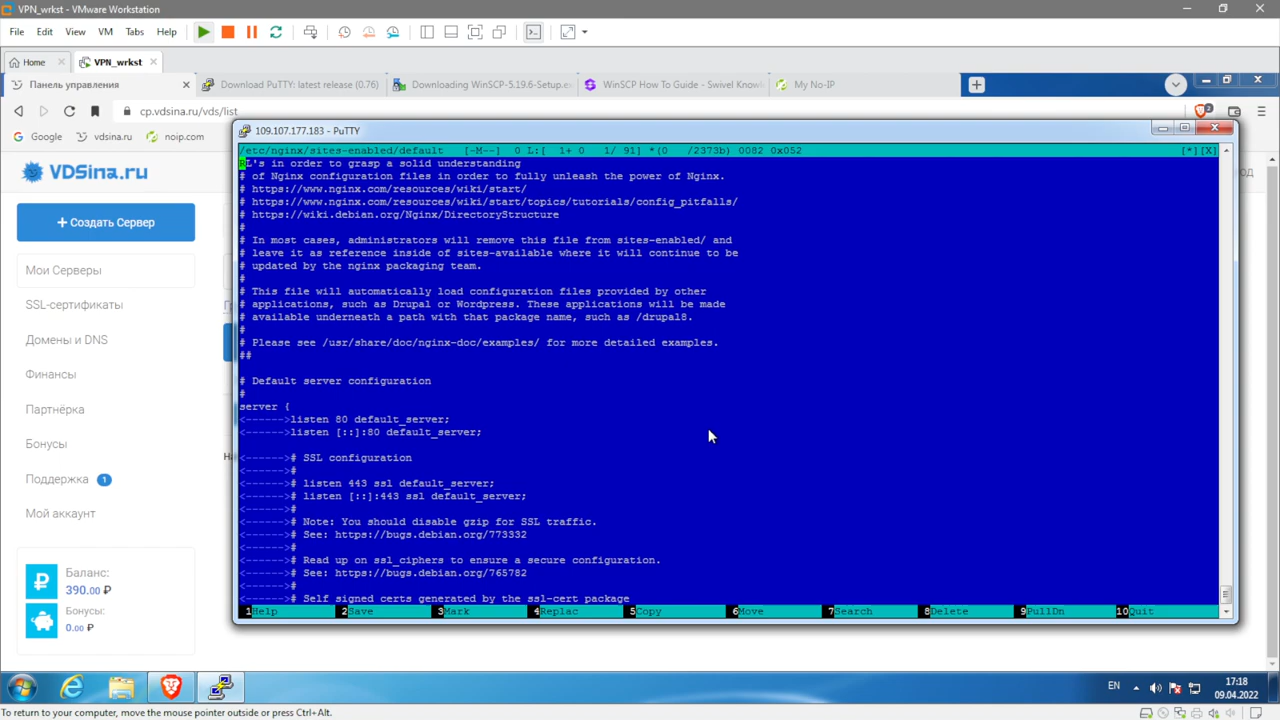 VPN_wrkst - VMware Workstation
File Edit View VM Tabs Help
Home VPN_wrkst
Панель управления Download PuTTY: latest release (0.76) Downloading WinSCP-5.19.6-Setup.ex WinSCP How To Guide - Swivel Knowl My No-IP
cp.vdsina.ru/vds/list
Google vdsina.ru noip.com
109.107.177.183 - PuTTY
VDSina.ru
+ Создать Сервер
Мои Серверы
SSL-сертификаты
Домены и DNS
Финансы
Партнёрка
Бонусы
Поддержка 1
Мой аккаунт
Баланс:
390.00 ₽
Бонусы:
0.00 ₽
/etc/nginx/sites-enabled/default [-M--] 0 L:[ 1+ 0 1/ 91] *(0 /2373b) 0082 0x052 [*][X]
RL's in order to grasp a solid understanding
# of Nginx configuration files in order to fully unleash the power of Nginx.
# https://www.nginx.com/resources/wiki/start/
# https://www.nginx.com/resources/wiki/start/topics/tutorials/config_pitfalls/
# https://wiki.debian.org/Nginx/DirectoryStructure
#
# In most cases, administrators will remove this file from sites-enabled/ and
# leave it as reference inside of sites-available where it will continue to be
# updated by the nginx packaging team.
#
# This file will automatically load configuration files provided by other
# applications, such as Drupal or Wordpress. These applications will be made
# available underneath a path with that package name, such as /drupal8.
#
# Please see /usr/share/doc/nginx-doc/examples/ for more detailed examples.
##
# Default server configuration
#
server {
<------>listen 80 default_server;
<------>listen [::]:80 default_server;
<------># SSL configuration
<------>#
<------># listen 443 ssl default_server;
<------># listen [::]:443 ssl default_server;
<------>#
<------># Note: You should disable gzip for SSL traffic.
<------># See: https://bugs.debian.org/773332
<------>#
<------># Read up on ssl_ciphers to ensure a secure configuration.
<------># See: https://bugs.debian.org/765782
<------>#
<------># Self signed certs generated by the ssl-cert package
1Help 2Save 3Mark 4Replac 5Copy 6Move 7Search 8Delete 9PullDn 10Quit
EN
17:18
09.04.2022
To return to your computer, move the mouse pointer outside or press Ctrl+Alt.